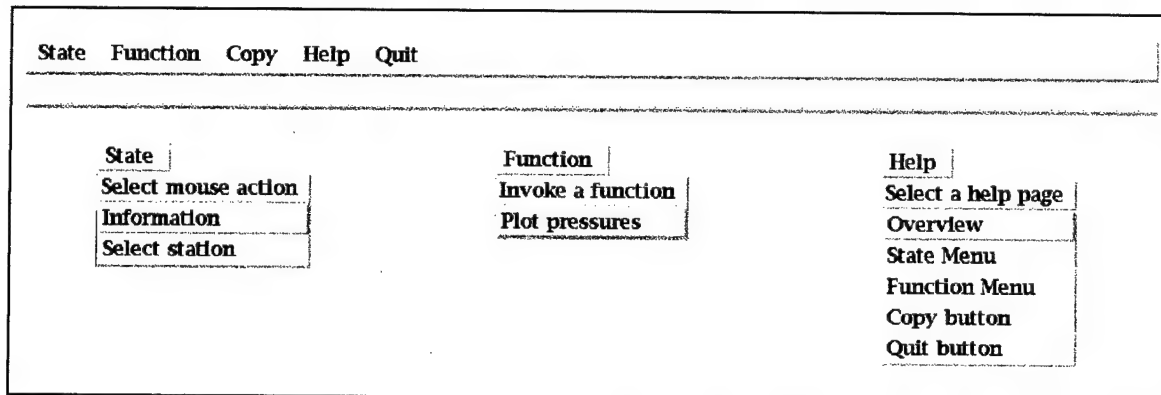 State Function Copy Help Quit
State
Select mouse action
Information
Select station
Function
Invoke a function
Plot pressures
Help
Select a help page
Overview
State Menu
Function Menu
Copy button
Quit button